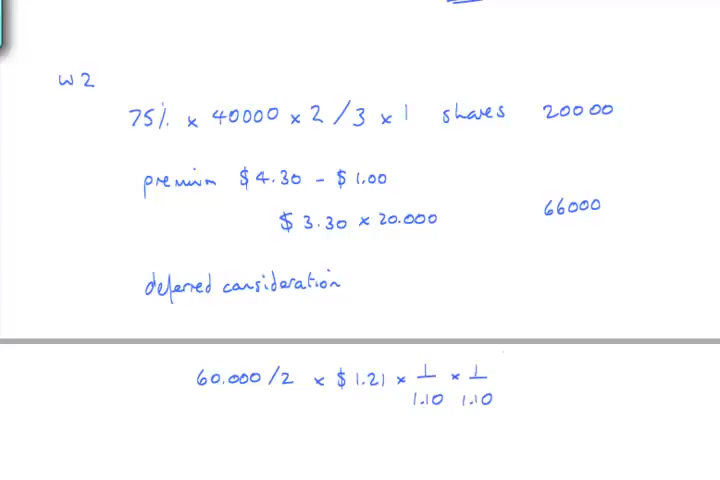 W2
75% × 40000 × 2/3 × 1 shares 20000
premium $4.30 - $1.00
$3.30 × 20.000 66000
deferred consideration
60.000/2 × $1.21 × 1/1.10 × 1/1.10